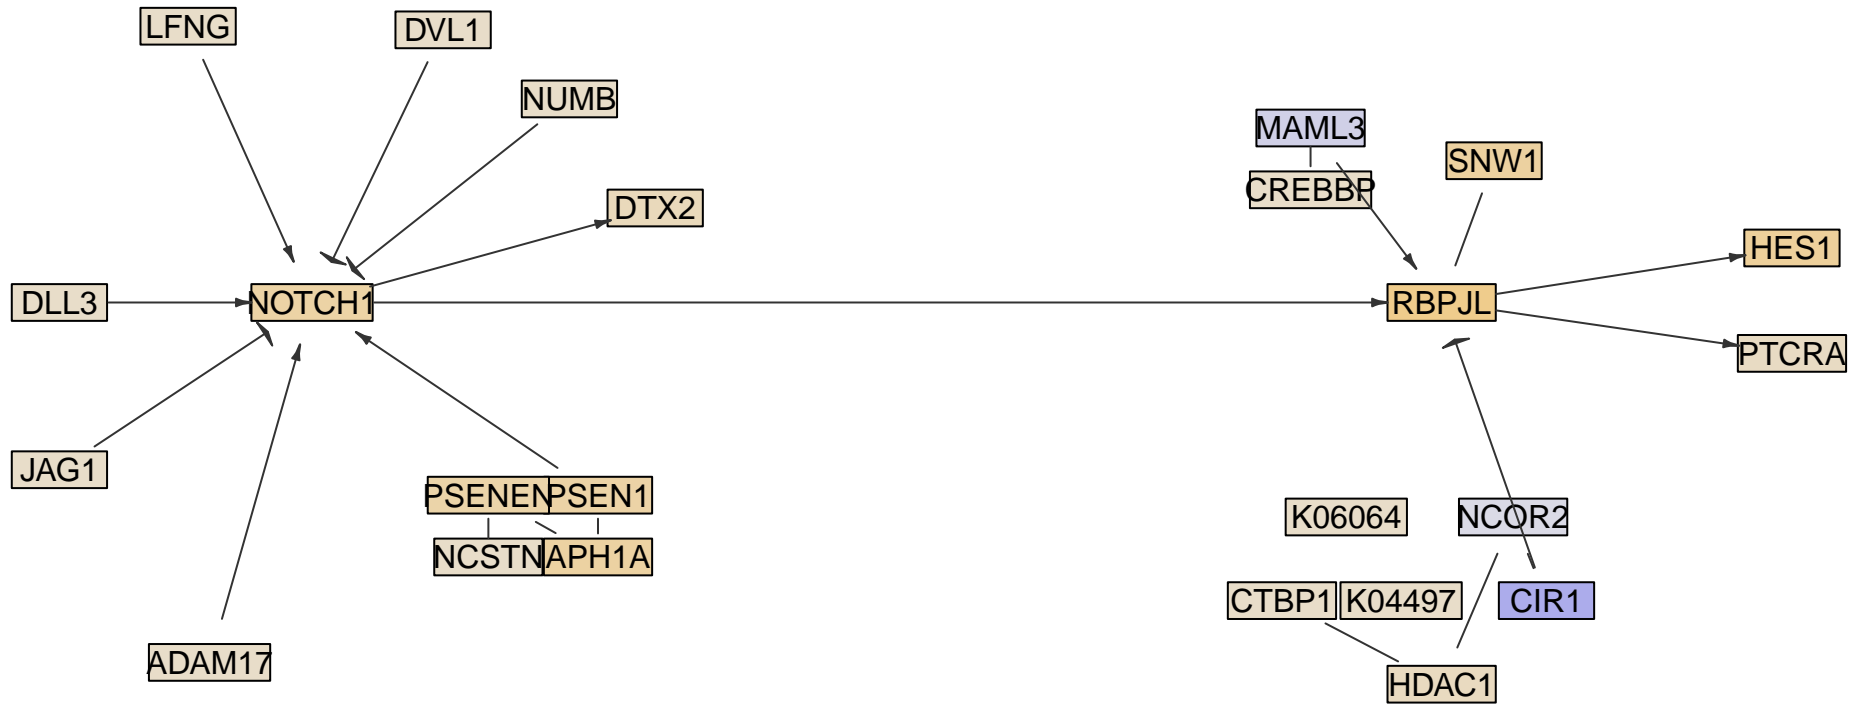 LFNG
DVL1
NUMB
MAML3
SNW1
CREBBP
DTX2
HES1
DLL3
NOTCH1
RBPJL
PTCRA
JAG1
PSENEN
PSEN1
K06064
NCOR2
NCSTN
APH1A
CTBP1
K04497
CIR1
ADAM17
HDAC1